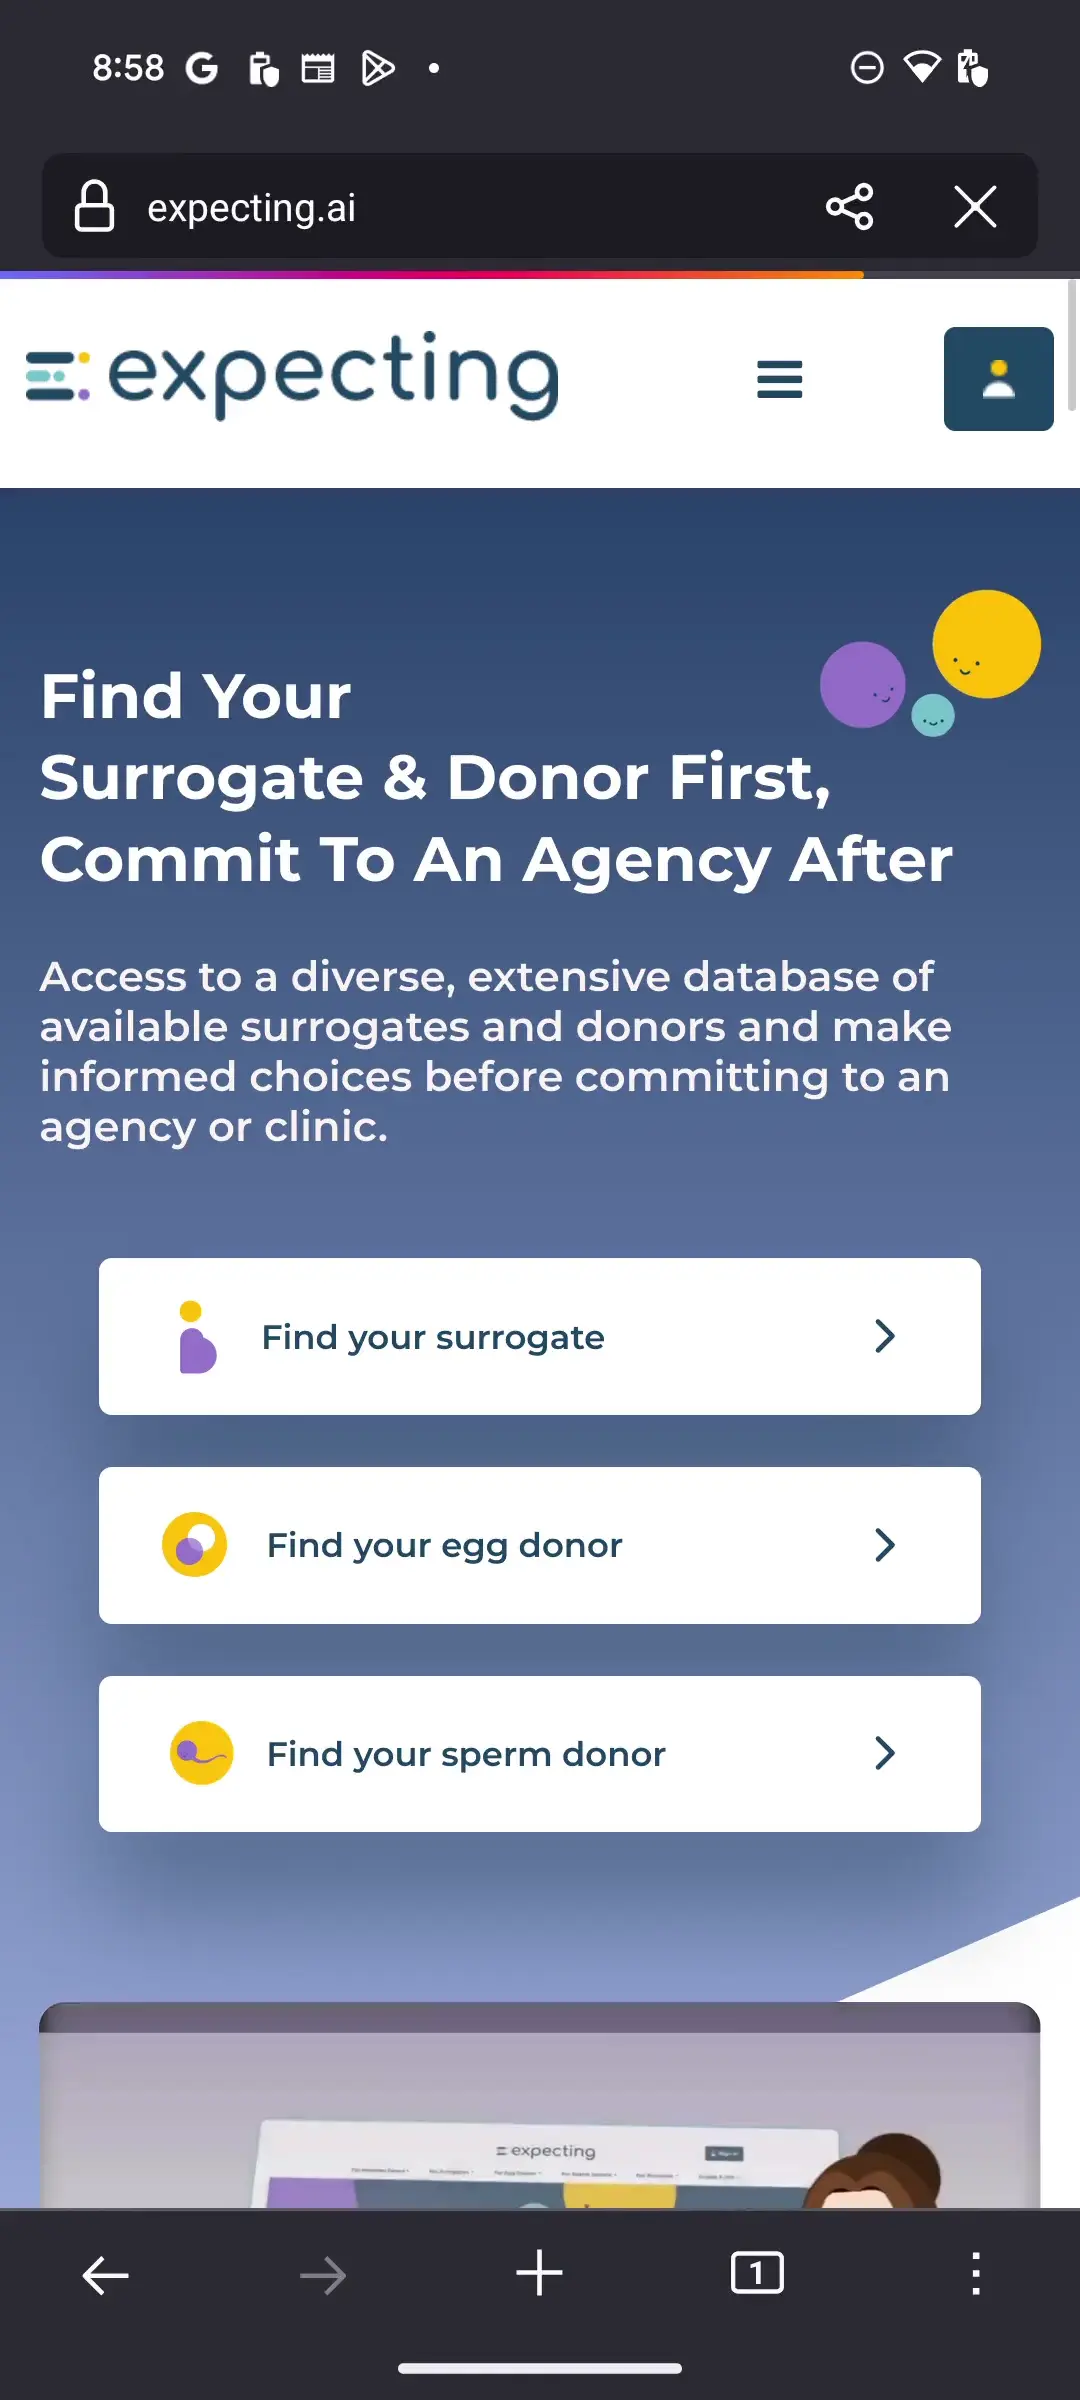 8:58
expecting.ai
expecting
Find Your
Surrogate & Donor First,
Commit To An Agency After
Access to a diverse, extensive database of
available surrogates and donors and make
informed choices before committing to an
agency or clinic.
Find your surrogate
Find your egg donor
Find your sperm donor
expecting
1